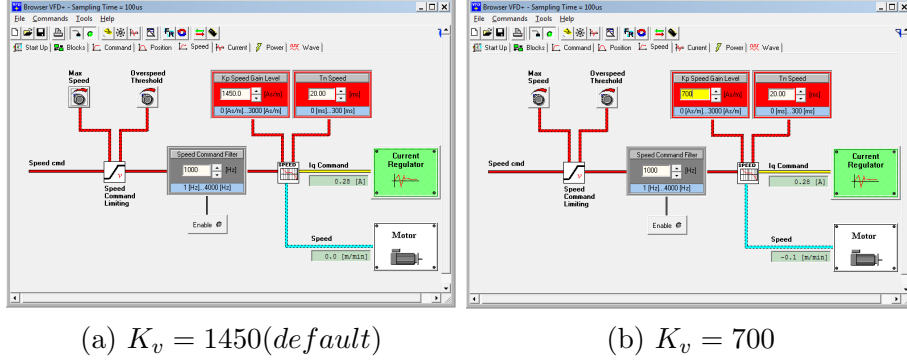 Browser VFD+ - Sampling Time = 100us
File Commands Tools Help
Start Up Blocks Command Position Speed Current Power Wave
Max Speed
Overspeed Threshold
Kp Speed Gain Level
1450.0 [As/m]
0 [As/m]...3000 [As/m]
Tn Speed
20.00 [ms]
0 [ms]...300 [ms]
Speed cmd
Speed Command Limiting
Speed Command Filter
1000 [Hz]
1 [Hz]..4000 [Hz]
Enable
SPEED
Iq Command
0.28 [A]
Current Regulator
Speed
0.0 [m/min]
Motor
(a) K_v = 1450(default)
Browser VFD+ - Sampling Time = 100us
File Commands Tools Help
Start Up Blocks Command Position Speed Current Power Wave
Max Speed
Overspeed Threshold
Kp Speed Gain Level
700 [As/m]
0 [As/m]...3000 [As/m]
Tn Speed
20.00 [ms]
0 [ms]...300 [ms]
Speed cmd
Speed Command Limiting
Speed Command Filter
1000 [Hz]
1 [Hz]..4000 [Hz]
Enable
SPEED
Iq Command
0.28 [A]
Current Regulator
Speed
-0.1 [m/min]
Motor
(b) K_v = 700